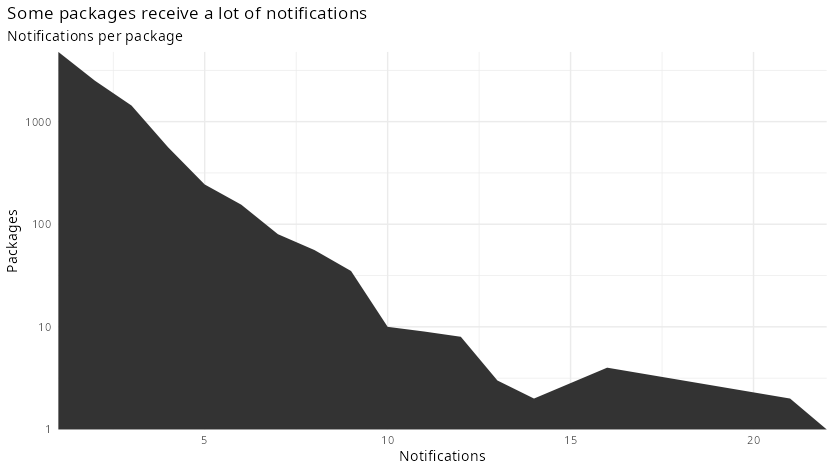 Some packages receive a lot of notifications
Notifications per package
Packages
1000
100
10
1
5
10
15
20
Notifications